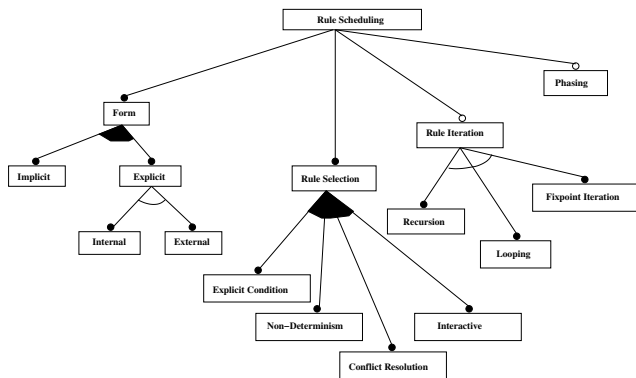 Rule Scheduling
Phasing
Form
Rule Iteration
Implicit
Explicit
Rule Selection
Fixpoint Iteration
Recursion
Internal
External
Looping
Explicit Condition
Non-Determinism
Interactive
Conflict Resolution